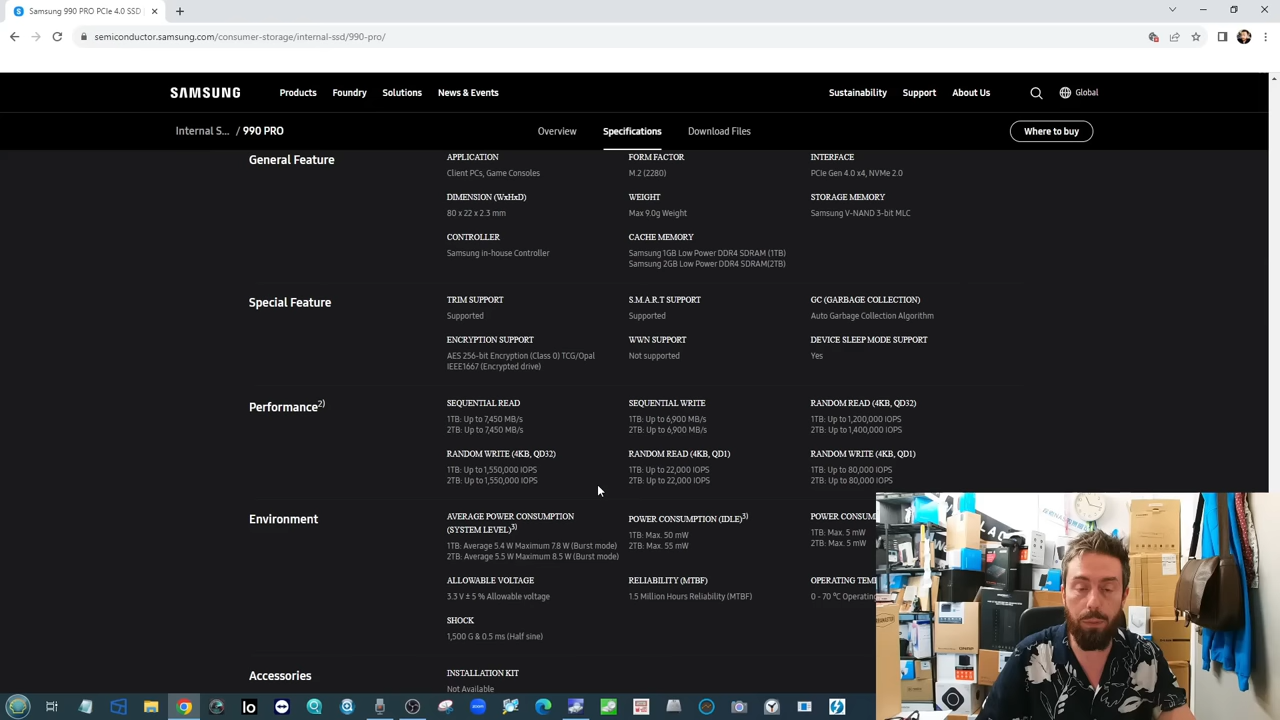 Samsung 990 PRO PCIe 4.0 SSD
semiconductor.samsung.com/consumer-storage/internal-ssd/990-pro/
SAMSUNG
Products
Foundry
Solutions
News & Events
Sustainability
Support
About Us
Global
Internal S... / 990 PRO
Overview
Specifications
Download Files
Where to buy
General Feature
APPLICATION
Client PCs, Game Consoles
FORM FACTOR
M.2 (2280)
INTERFACE
PCIe Gen 4.0 x4, NVMe 2.0
DIMENSION (WxHxD)
80 x 22 x 2.3 mm
WEIGHT
Max 9.0g Weight
STORAGE MEMORY
Samsung V-NAND 3-bit MLC
CONTROLLER
Samsung in-house Controller
CACHE MEMORY
Samsung 1GB Low Power DDR4 SDRAM (1TB)
Samsung 2GB Low Power DDR4 SDRAM(2TB)
Special Feature
TRIM SUPPORT
Supported
S.M.A.R.T SUPPORT
Supported
GC (GARBAGE COLLECTION)
Auto Garbage Collection Algorithm
ENCRYPTION SUPPORT
AES 256-bit Encryption (Class 0) TCG/Opal
IEEE1667 (Encrypted drive)
WWN SUPPORT
Not supported
DEVICE SLEEP MODE SUPPORT
Yes
Performance2)
SEQUENTIAL READ
1TB: Up to 7,450 MB/s
2TB: Up to 7,450 MB/s
SEQUENTIAL WRITE
1TB: Up to 6,900 MB/s
2TB: Up to 6,900 MB/s
RANDOM READ (4KB, QD32)
1TB: Up to 1,200,000 IOPS
2TB: Up to 1,400,000 IOPS
RANDOM WRITE (4KB, QD32)
1TB: Up to 1,550,000 IOPS
2TB: Up to 1,550,000 IOPS
RANDOM READ (4KB, QD1)
1TB: Up to 22,000 IOPS
2TB: Up to 22,000 IOPS
RANDOM WRITE (4KB, QD1)
1TB: Up to 80,000 IOPS
2TB: Up to 80,000 IOPS
Environment
AVERAGE POWER CONSUMPTION
(SYSTEM LEVEL)3)
1TB: Average 5.4 W Maximum 7.8 W (Burst mode)
2TB: Average 5.5 W Maximum 8.5 W (Burst mode)
POWER CONSUMPTION (IDLE)3)
1TB: Max. 50 mW
2TB: Max. 55 mW
POWER CONSUM
1TB: Max. 5 mW
2TB: Max. 5 mW
ALLOWABLE VOLTAGE
3.3 V ± 5 % Allowable voltage
RELIABILITY (MTBF)
1.5 Million Hours Reliability (MTBF)
OPERATING TEM
0 - 70 ℃ Operatin
SHOCK
1,500 G & 0.5 ms (Half sine)
Accessories
INSTALLATION KIT
Not Available